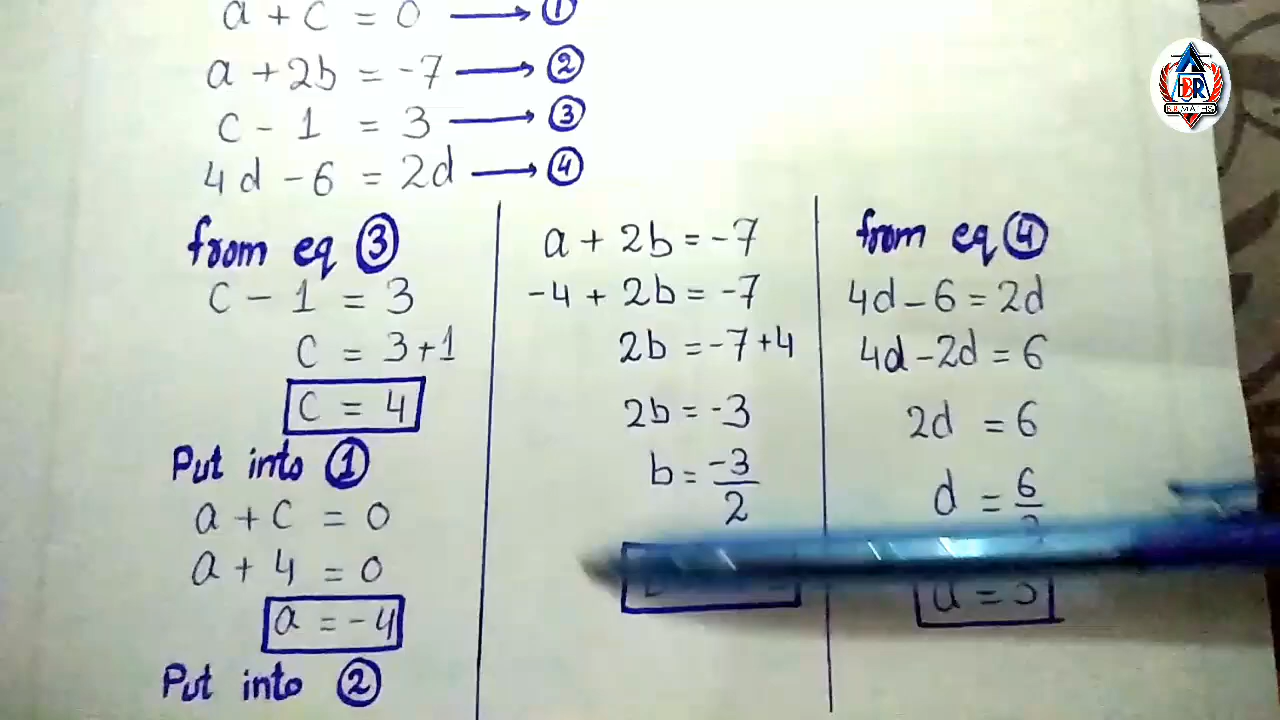 a + c = 0 → ①
a + 2b = -7 → ②
c - 1 = 3 → ③
4d - 6 = 2d → ④
from eq ③
c - 1 = 3
c = 3+1
c = 4
Put into ①
a + c = 0
a + 4 = 0
a = -4
Put into ②
a + 2b = -7
-4 + 2b = -7
2b = -7+4
2b = -3
b = -3/2
from eq ④
4d - 6 = 2d
4d - 2d = 6
2d = 6
d = 6
= 3